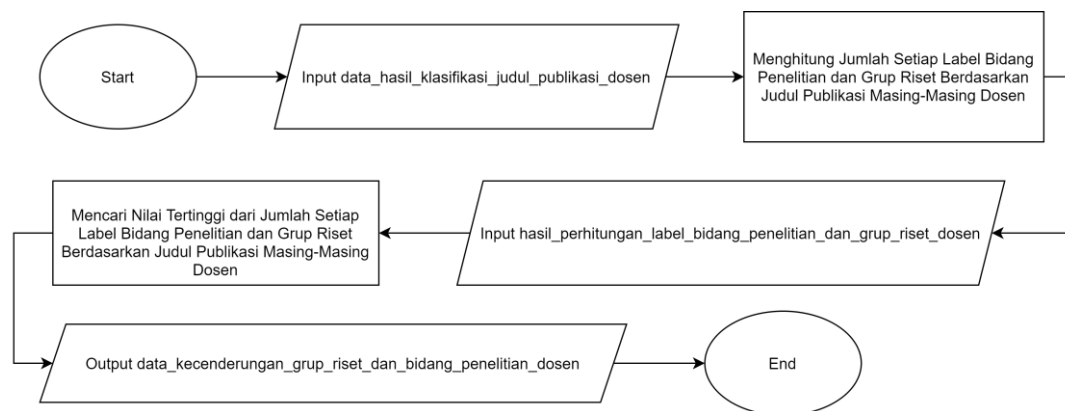 Start
Input data_hasil_klasifikasi_judul_publikasi_dosen
Menghitung Jumlah Setiap Label Bidang
Penelitian dan Grup Riset Berdasarkan
Judul Publikasi Masing-Masing Dosen
Input hasil_perhitungan_label_bidang_penelitian_dan_grup_riset_dosen
Mencari Nilai Tertinggi dari Jumlah Setiap
Label Bidang Penelitian dan Grup Riset
Berdasarkan Judul Publikasi Masing-Masing
Dosen
Output data_kecenderungan_grup_riset_dan_bidang_penelitian_dosen
End